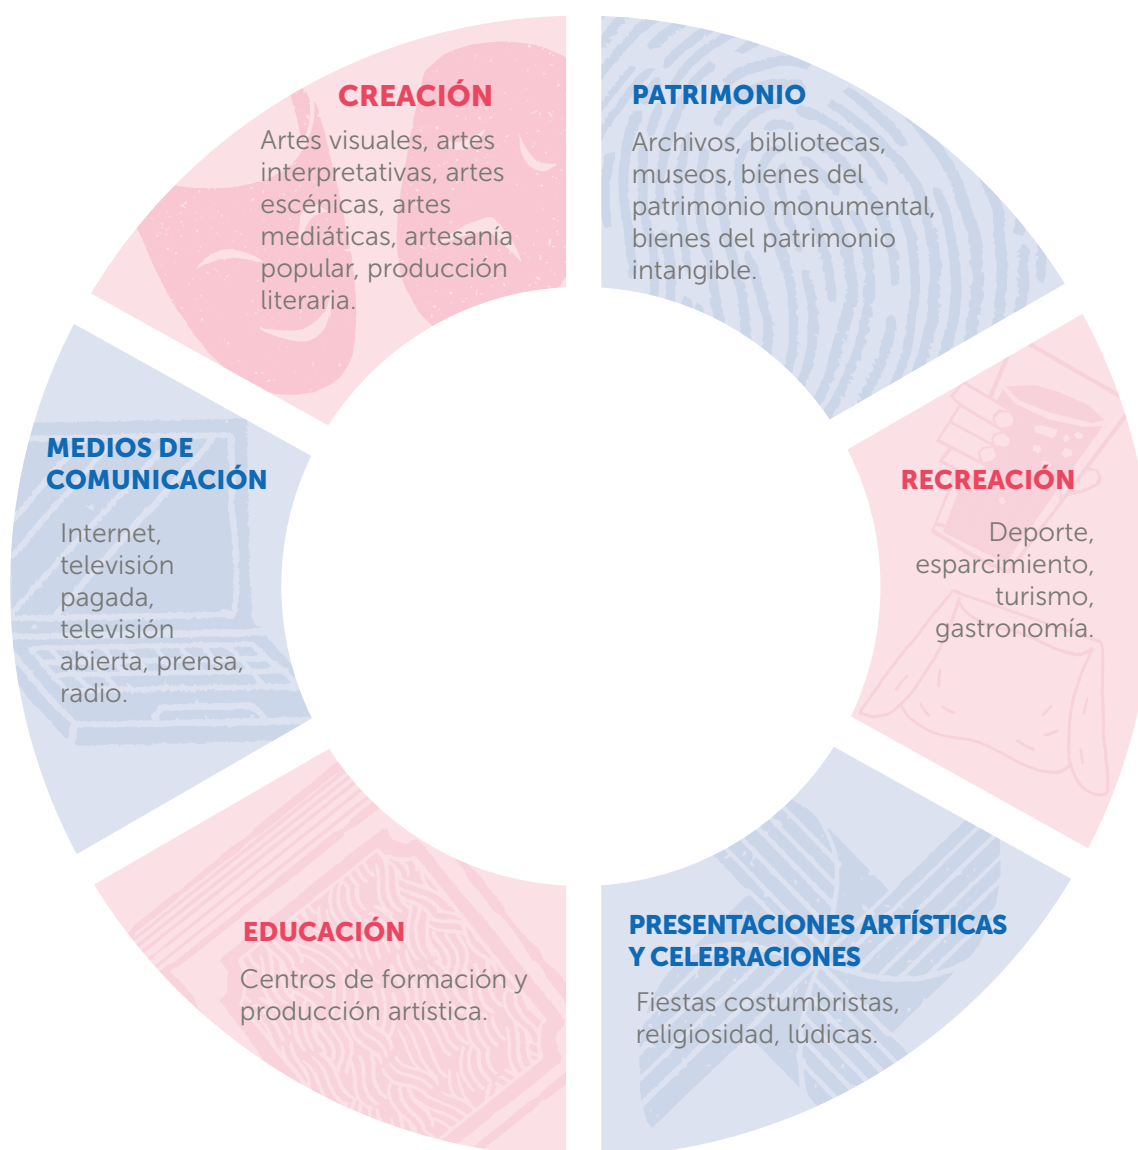 CREACIÓN
Artes visuales, artes
interpretativas, artes
escénicas, artes
mediáticas, artesanía
popular, producción
literaria.
PATRIMONIO
Archivos, bibliotecas,
museos, bienes del
patrimonio monumental,
bienes del patrimonio
intangible.
RECREACIÓN
Deporte,
esparcimiento,
turismo,
gastronomía.
PRESENTACIONES ARTÍSTICAS
Y CELEBRACIONES
Fiestas costumbristas,
religiosidad, lúdicas.
EDUCACIÓN
Centros de formación y
producción artística.
MEDIOS DE
COMUNICACIÓN
Internet,
televisión
pagada,
televisión
abierta, prensa,
radio.